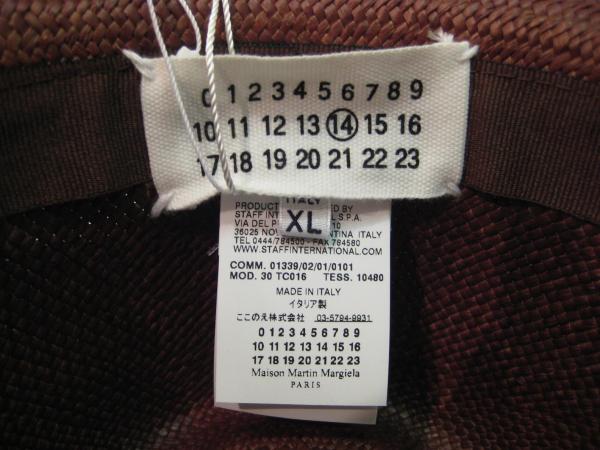 0 1 2 3 4 5 6 7 8 9
10 11 12 13 14 15 16
17 18 19 20 21 22 23
ITALY
XL
PRODUCT BY
STAFF S.P.A.
VIA DEL 10
36025 ITALY
TEL 0444/784500 - FAX 784580
WWW.STAFFINTERNATIONAL.COM
COMM. 01339/02/01/0101
MOD. 30 TC016 TESS. 10480
MADE IN ITALY
イタリア製
ここのえ株式会社 03-5794-9931
0 1 2 3 4 5 6 7 8 9
10 11 12 13 14 15 16
17 18 19 20 21 22 23
Maison Martin Margiela
PARIS